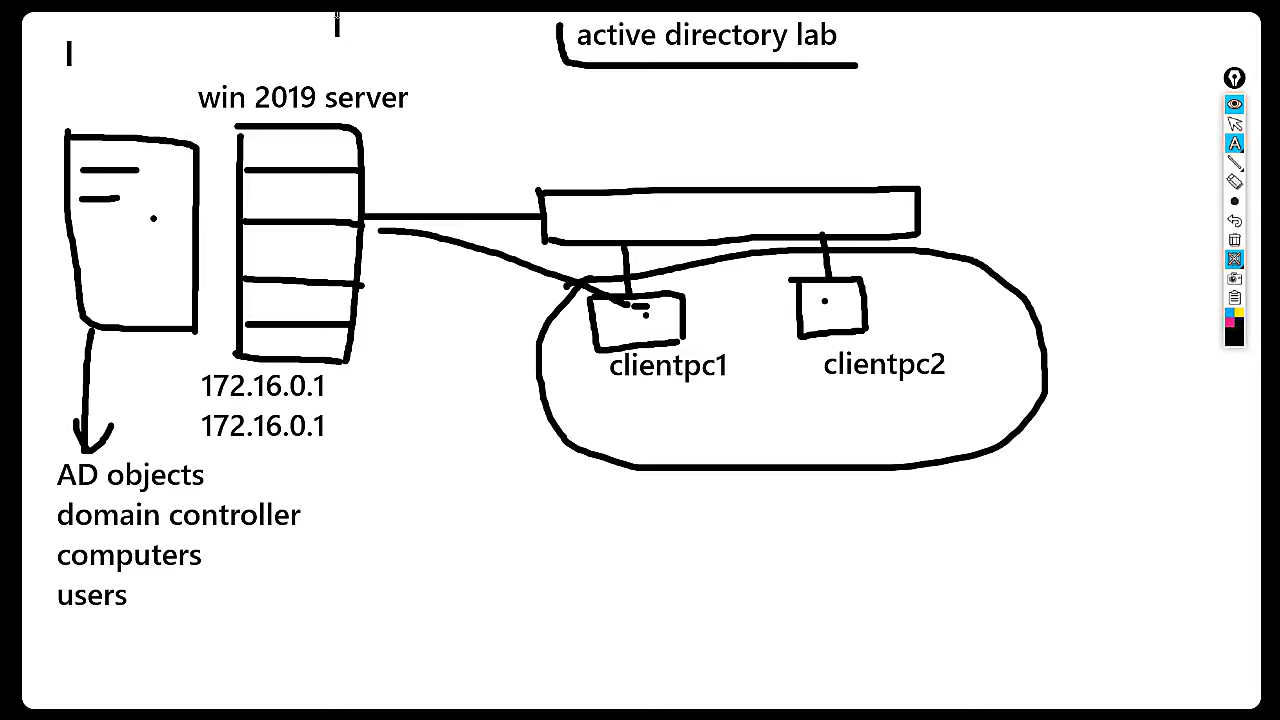 active directory lab
win 2019 server
clientpc1
clientpc2
172.16.0.1
172.16.0.1
AD objects
domain controller
computers
users